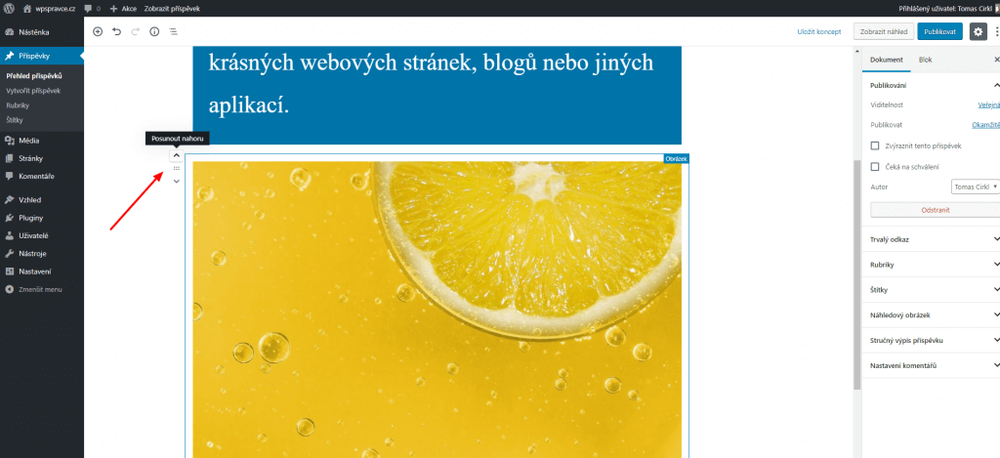 wpspravce.cz
0
Akce
Zobrazit příspěvek
Přihlášený uživatel: Tomas Cirkl
Nástěnka
Příspěvky
Přehled příspěvků
Vytvořit příspěvek
Rubriky
Štítky
Média
Stránky
Komentáře
Vzhled
Pluginy
Uživatelé
Nástroje
Nastavení
Zmenšit menu
Uložit koncept
Zobrazit náhled
Publikovat
krásných webových stránek, blogů nebo jiných
aplikací.
Posunout nahoru
Obrázek
Dokument
Blok
Publikování
Viditelnost
Veřejná
Publikovat
Okamžitě
Zvýraznit tento příspěvek
Čeká na schválení
Autor
Tomas Cirkl
Odstranit
Trvalý odkaz
Rubriky
Štítky
Náhledový obrázek
Stručný výpis příspěvku
Nastavení komentářů